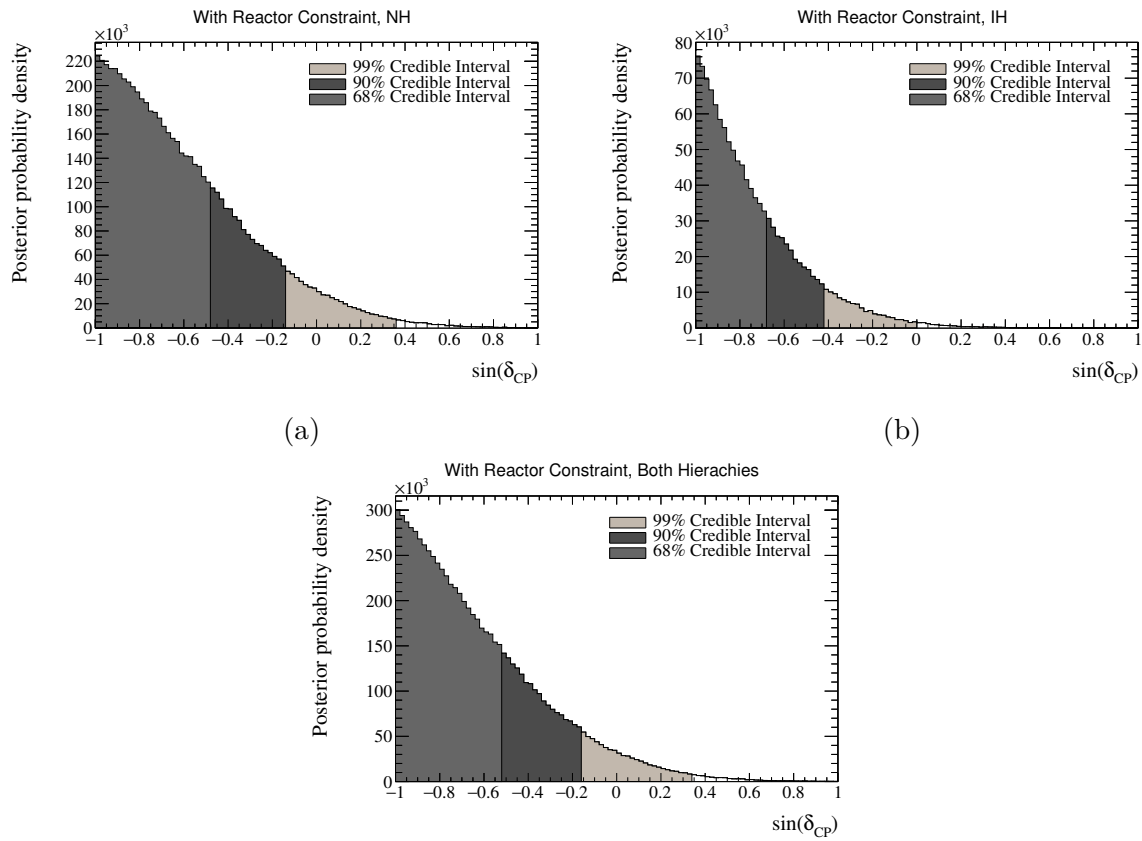 With Reactor Constraint, NH
×10³
Posterior probability density
220
200
180
160
140
120
100
80
60
40
20
0
99% Credible Interval
90% Credible Interval
68% Credible Interval
−1 −0.8 −0.6 −0.4 −0.2 0 0.2 0.4 0.6 0.8 1
sin(δCP)
(a)
With Reactor Constraint, IH
×10³
Posterior probability density
80
70
60
50
40
30
20
10
0
99% Credible Interval
90% Credible Interval
68% Credible Interval
−1 −0.8 −0.6 −0.4 −0.2 0 0.2 0.4 0.6 0.8 1
sin(δCP)
(b)
With Reactor Constraint, Both Hierachies
×10³
Posterior probability density
300
250
200
150
100
50
0
99% Credible Interval
90% Credible Interval
68% Credible Interval
−1 −0.8 −0.6 −0.4 −0.2 0 0.2 0.4 0.6 0.8 1
sin(δCP)